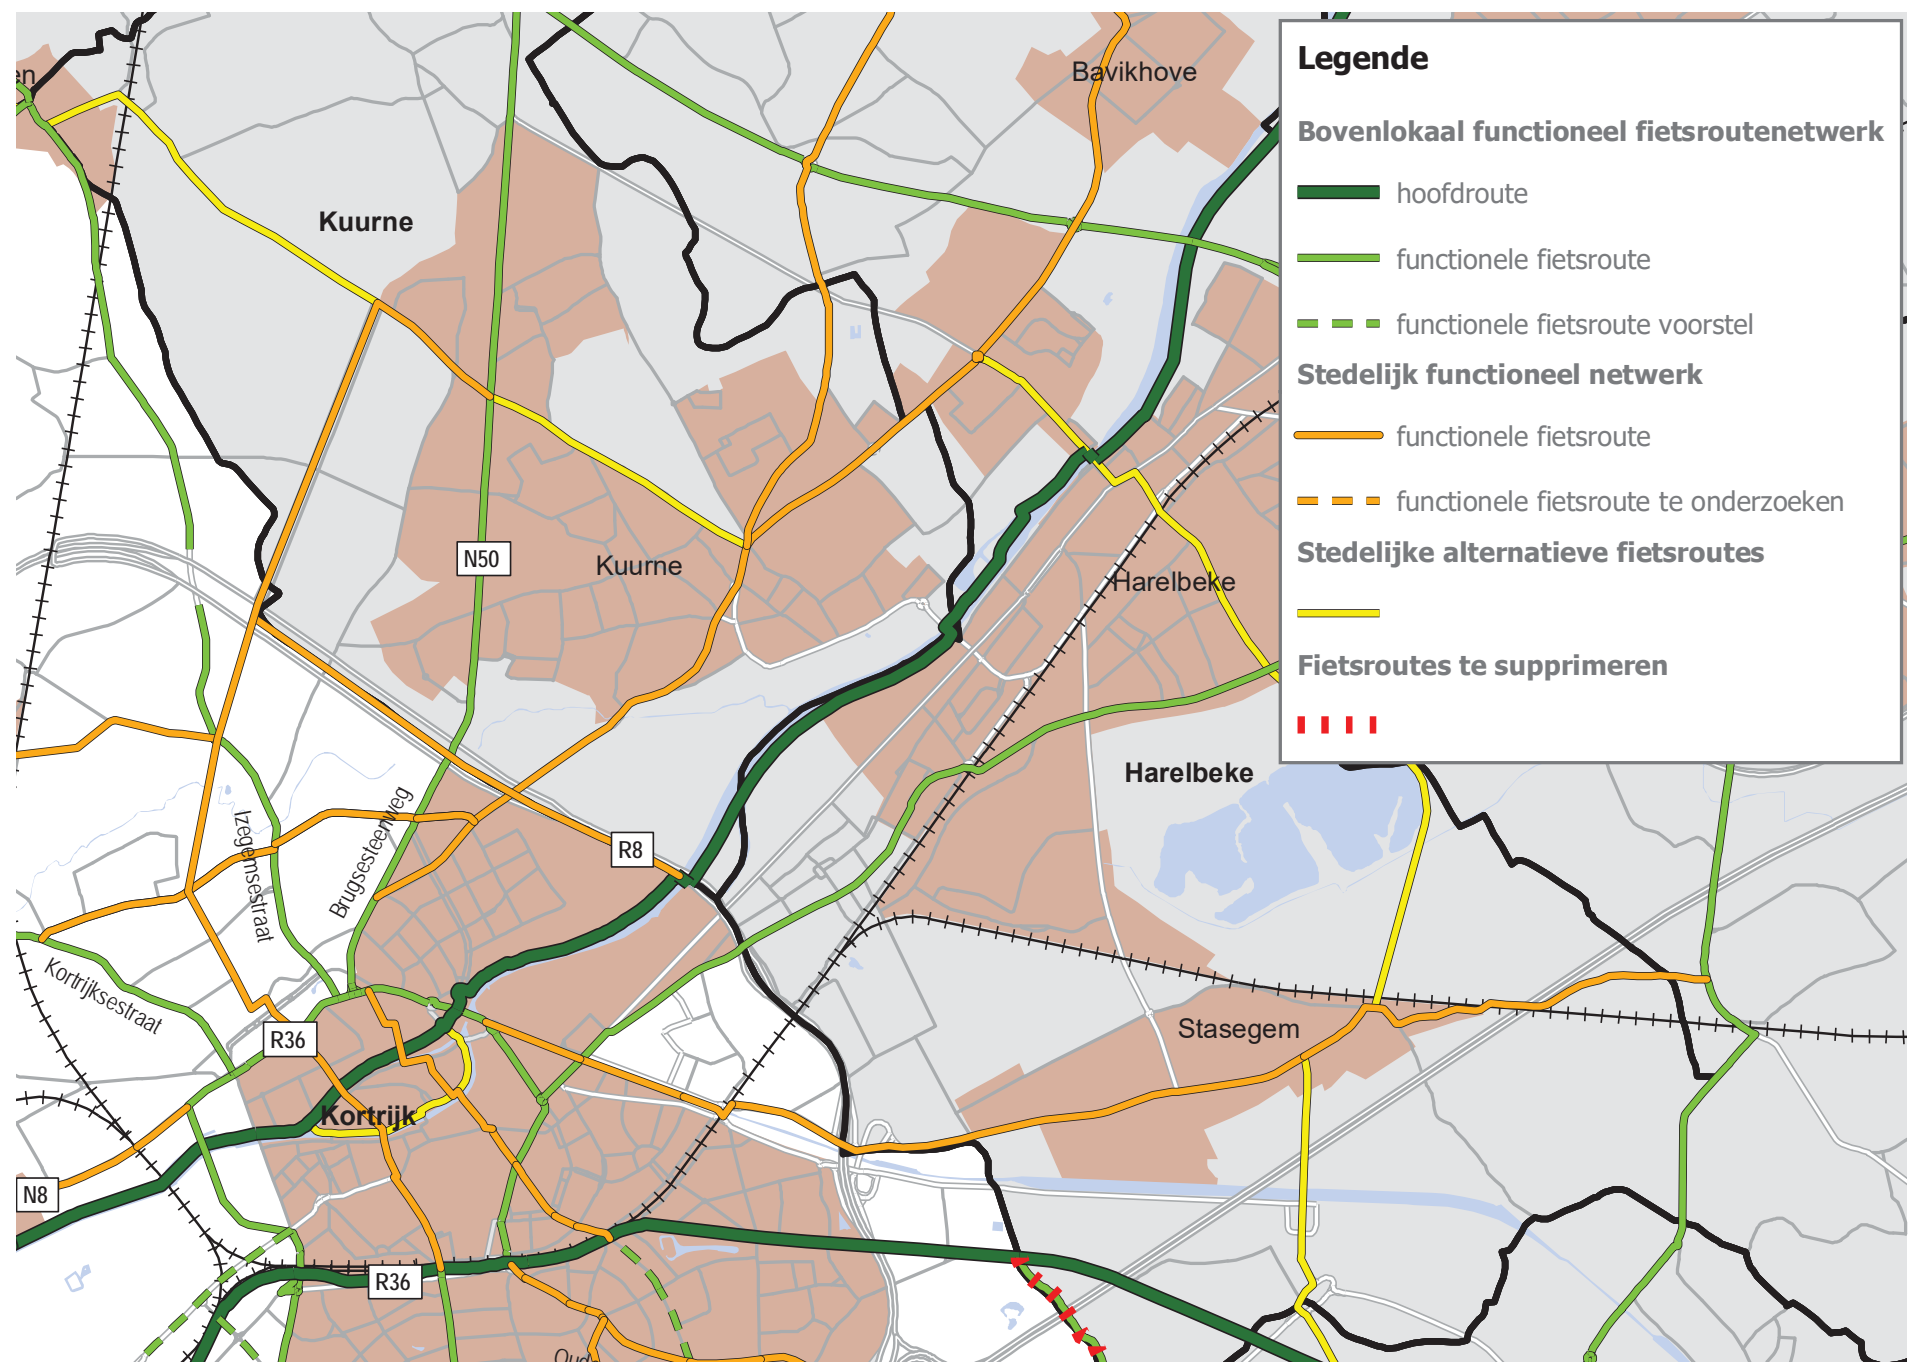 en
Bavikhove
Kuurne
N50
Kuurne
Harelbeke
Harelbeke
Izegemsestraat
Brugsesteenweg
R8
Kortrijksestraat
R36
Stasegem
Kortrijk
N8
R36
Oud
Legende
Bovenlokaal functioneel fietsroutenetwerk
hoofdroute
functionele fietsroute
functionele fietsroute voorstel
Stedelijk functioneel netwerk
functionele fietsroute
functionele fietsroute te onderzoeken
Stedelijke alternatieve fietsroutes
Fietsroutes te supprimeren